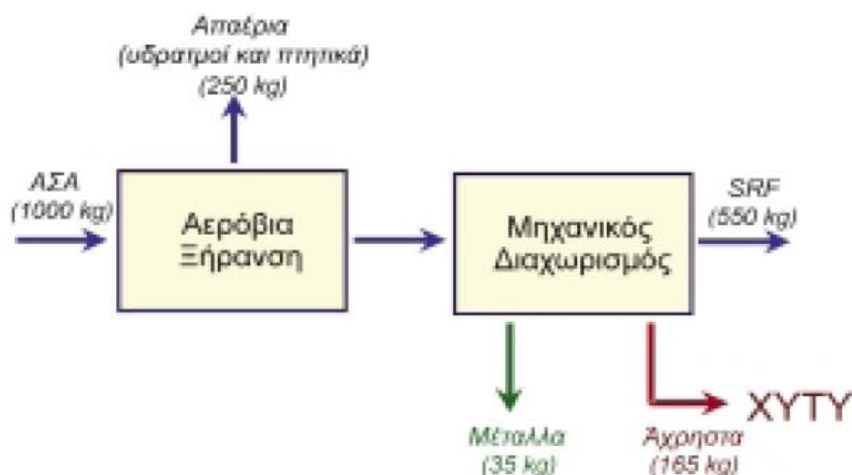 Απαέρια
(υδρατμοί και πτητικά)
(250 kg)
ΑΣΑ
(1000 kg)
Αερόβια
Ξήρανση
Μηχανικός
Διαχωρισμός
SRF
(550 kg)
Μέταλλα
(35 kg)
Άχρηστα
(165 kg)
ΧΥΤΥ